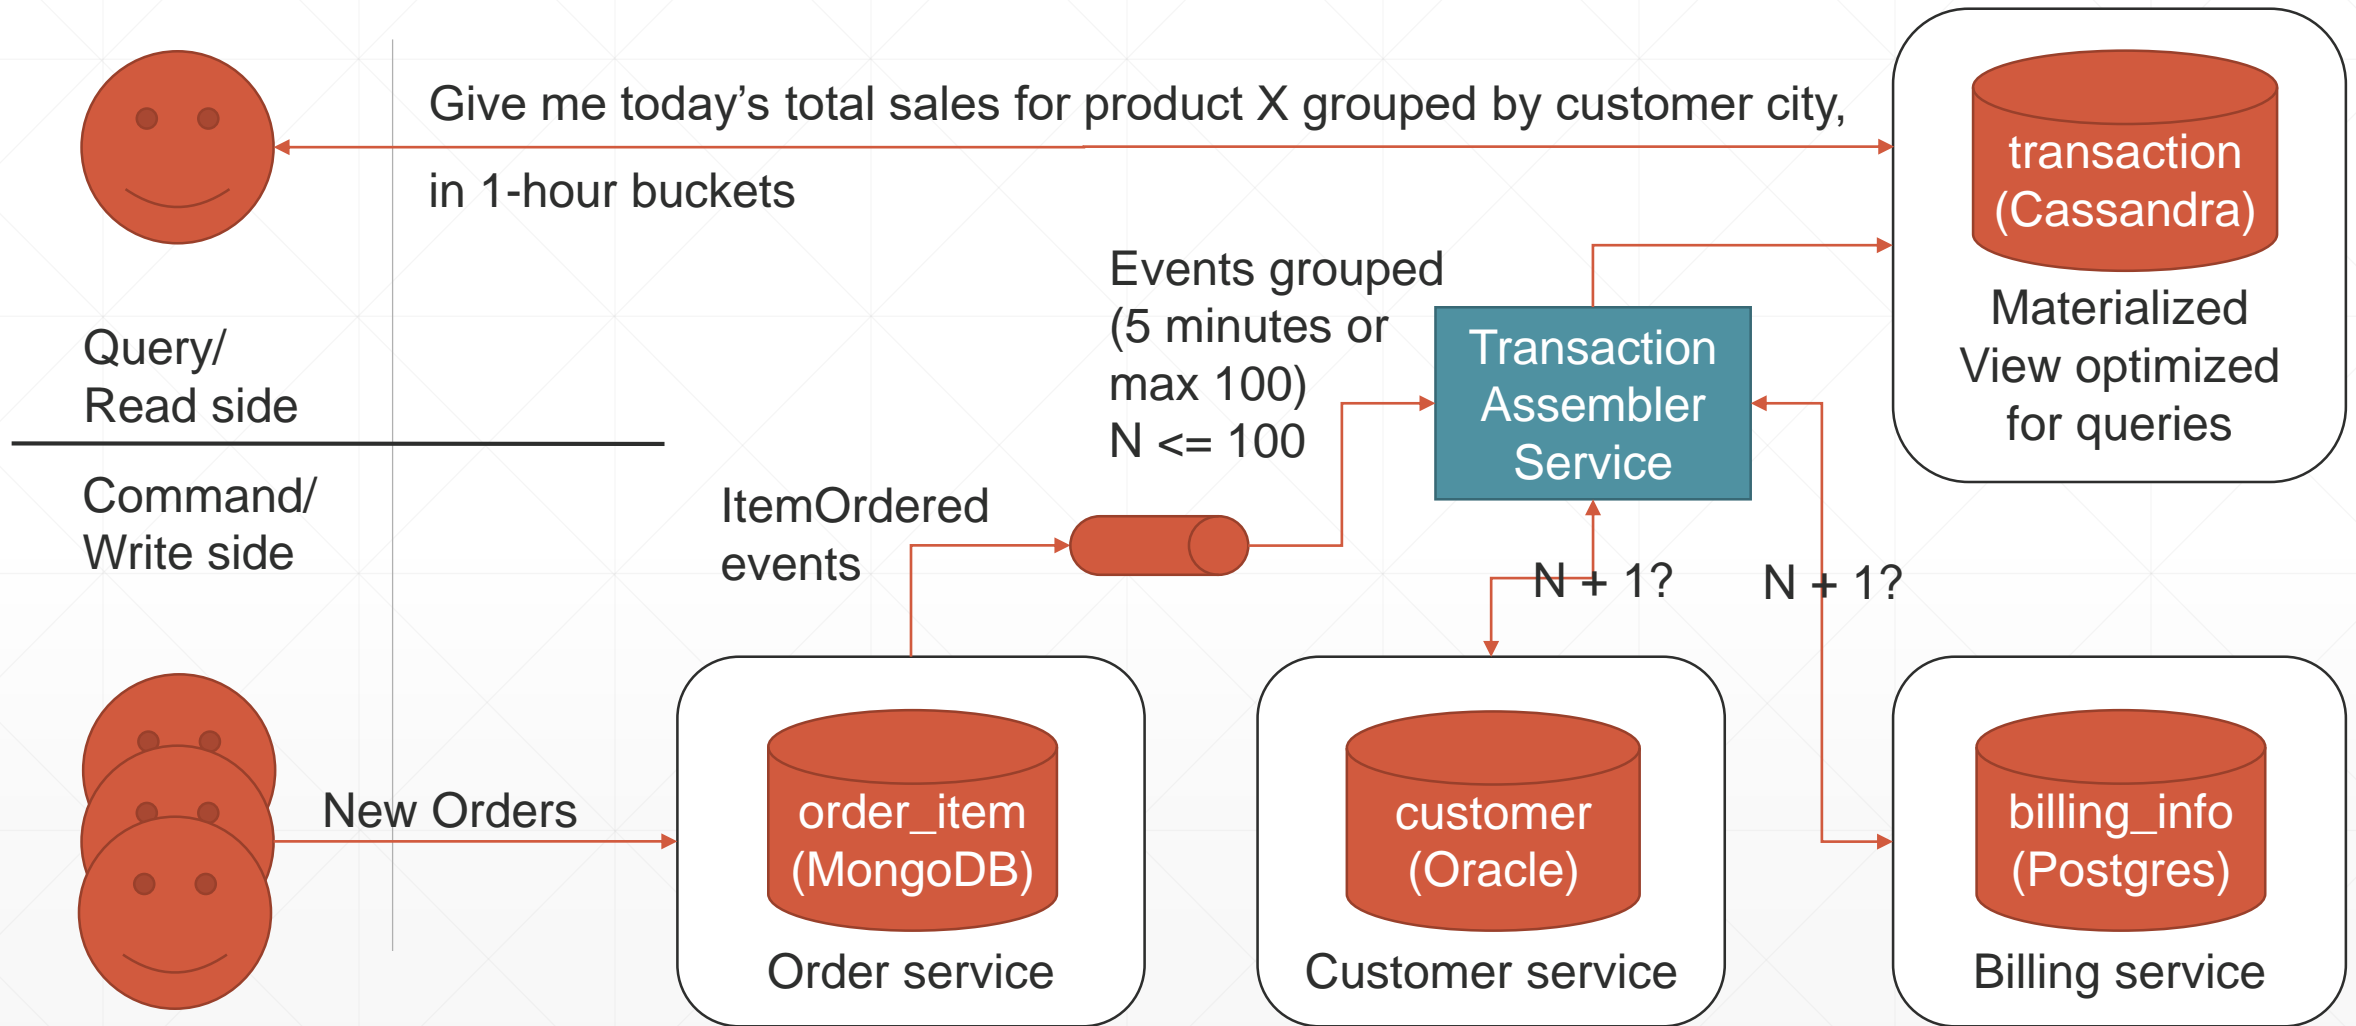 Give me today’s total sales for product X grouped by customer city,
in 1-hour buckets
transaction
(Cassandra)
Materialized
View optimized
for queries
Events grouped
(5 minutes or
max 100)
N <= 100
Transaction
Assembler
Service
Query/
Read side
Command/
Write side
ItemOrdered
events
N + 1?
N + 1?
New Orders
order_item
(MongoDB)
Order service
customer
(Oracle)
Customer service
billing_info
(Postgres)
Billing service